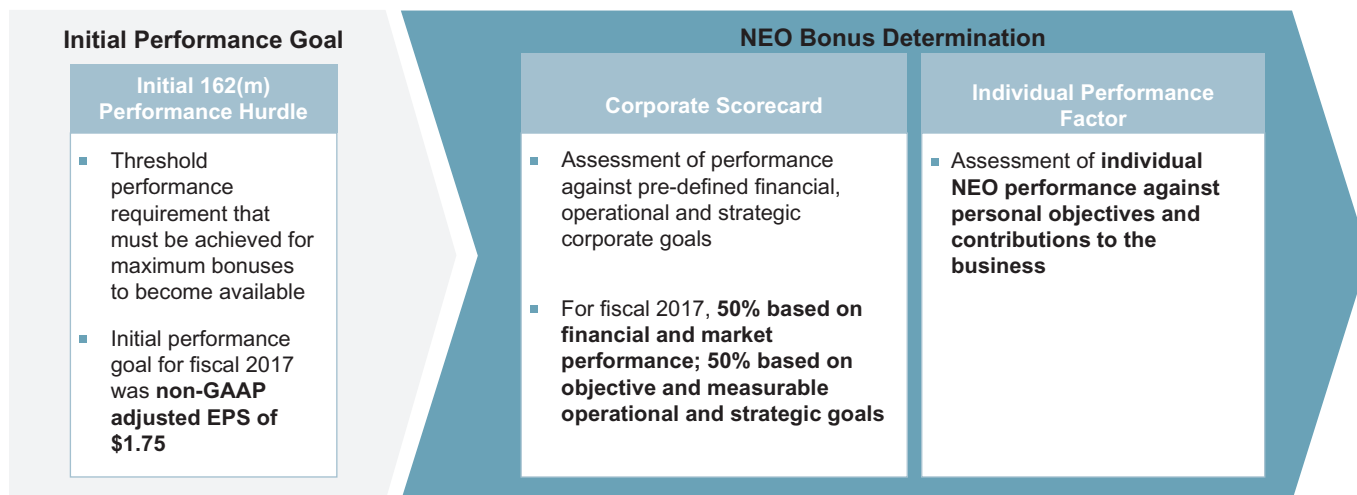 Initial Performance Goal
Initial 162(m)
Performance Hurdle
▪ Threshold
performance
requirement that
must be achieved for
maximum bonuses
to become available
▪ Initial performance
goal for fiscal 2017
was non-GAAP
adjusted EPS of
$1.75
NEO Bonus Determination
Corporate Scorecard
▪ Assessment of performance
against pre-defined financial,
operational and strategic
corporate goals
▪ For fiscal 2017, 50% based on
financial and market
performance; 50% based on
objective and measurable
operational and strategic goals
Individual Performance
Factor
▪ Assessment of individual
NEO performance against
personal objectives and
contributions to the
business